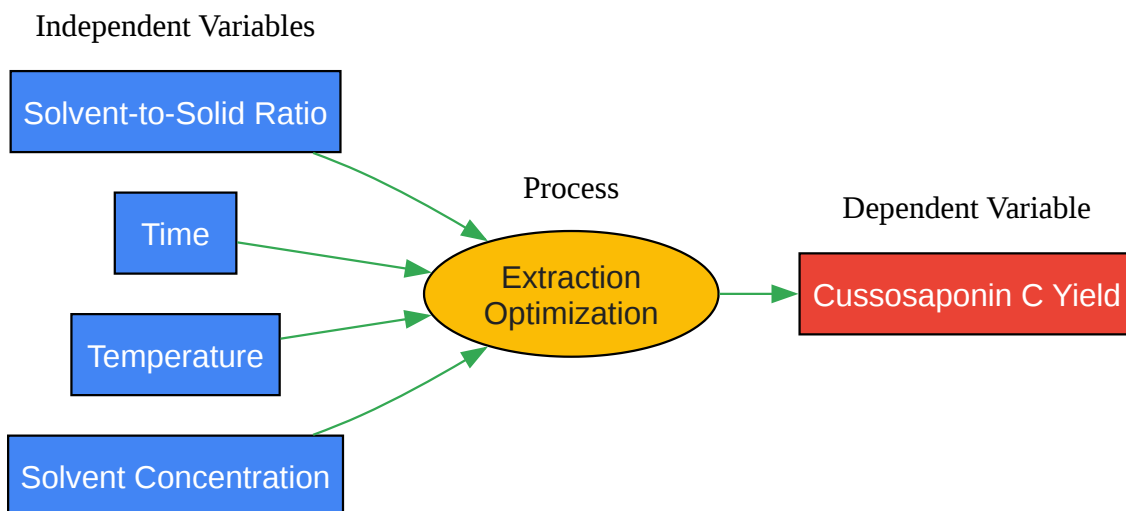 Independent Variables
Solvent-to-Solid Ratio
Time
Temperature
Solvent Concentration
Process
Extraction
Optimization
Dependent Variable
Cussosaponin C Yield